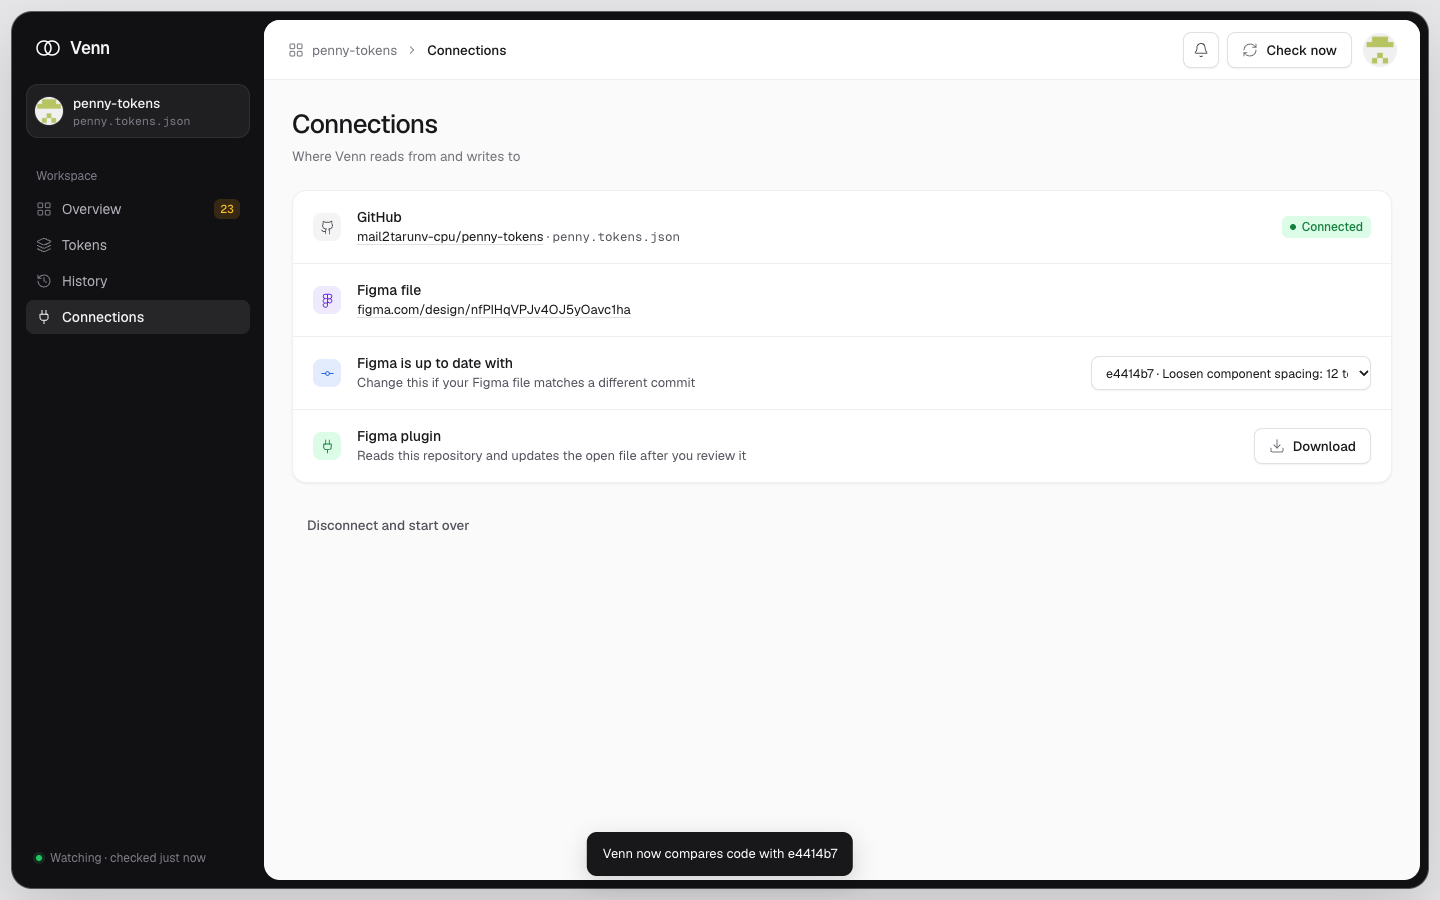 Venn
penny-tokens
penny.tokens.json
Workspace
Overview 23
Tokens
History
Connections
Watching · checked just now
penny-tokens > Connections
Check now
Connections
Where Venn reads from and writes to
GitHub
mail2tarunv-cpu/penny-tokens · penny.tokens.json
Connected
Figma file
figma.com/design/nfPIHqVPJv4OJ5yOavc1ha
Figma is up to date with
Change this if your Figma file matches a different commit
e4414b7 · Loosen component spacing: 12 t
Figma plugin
Reads this repository and updates the open file after you review it
Download
Disconnect and start over
Venn now compares code with e4414b7